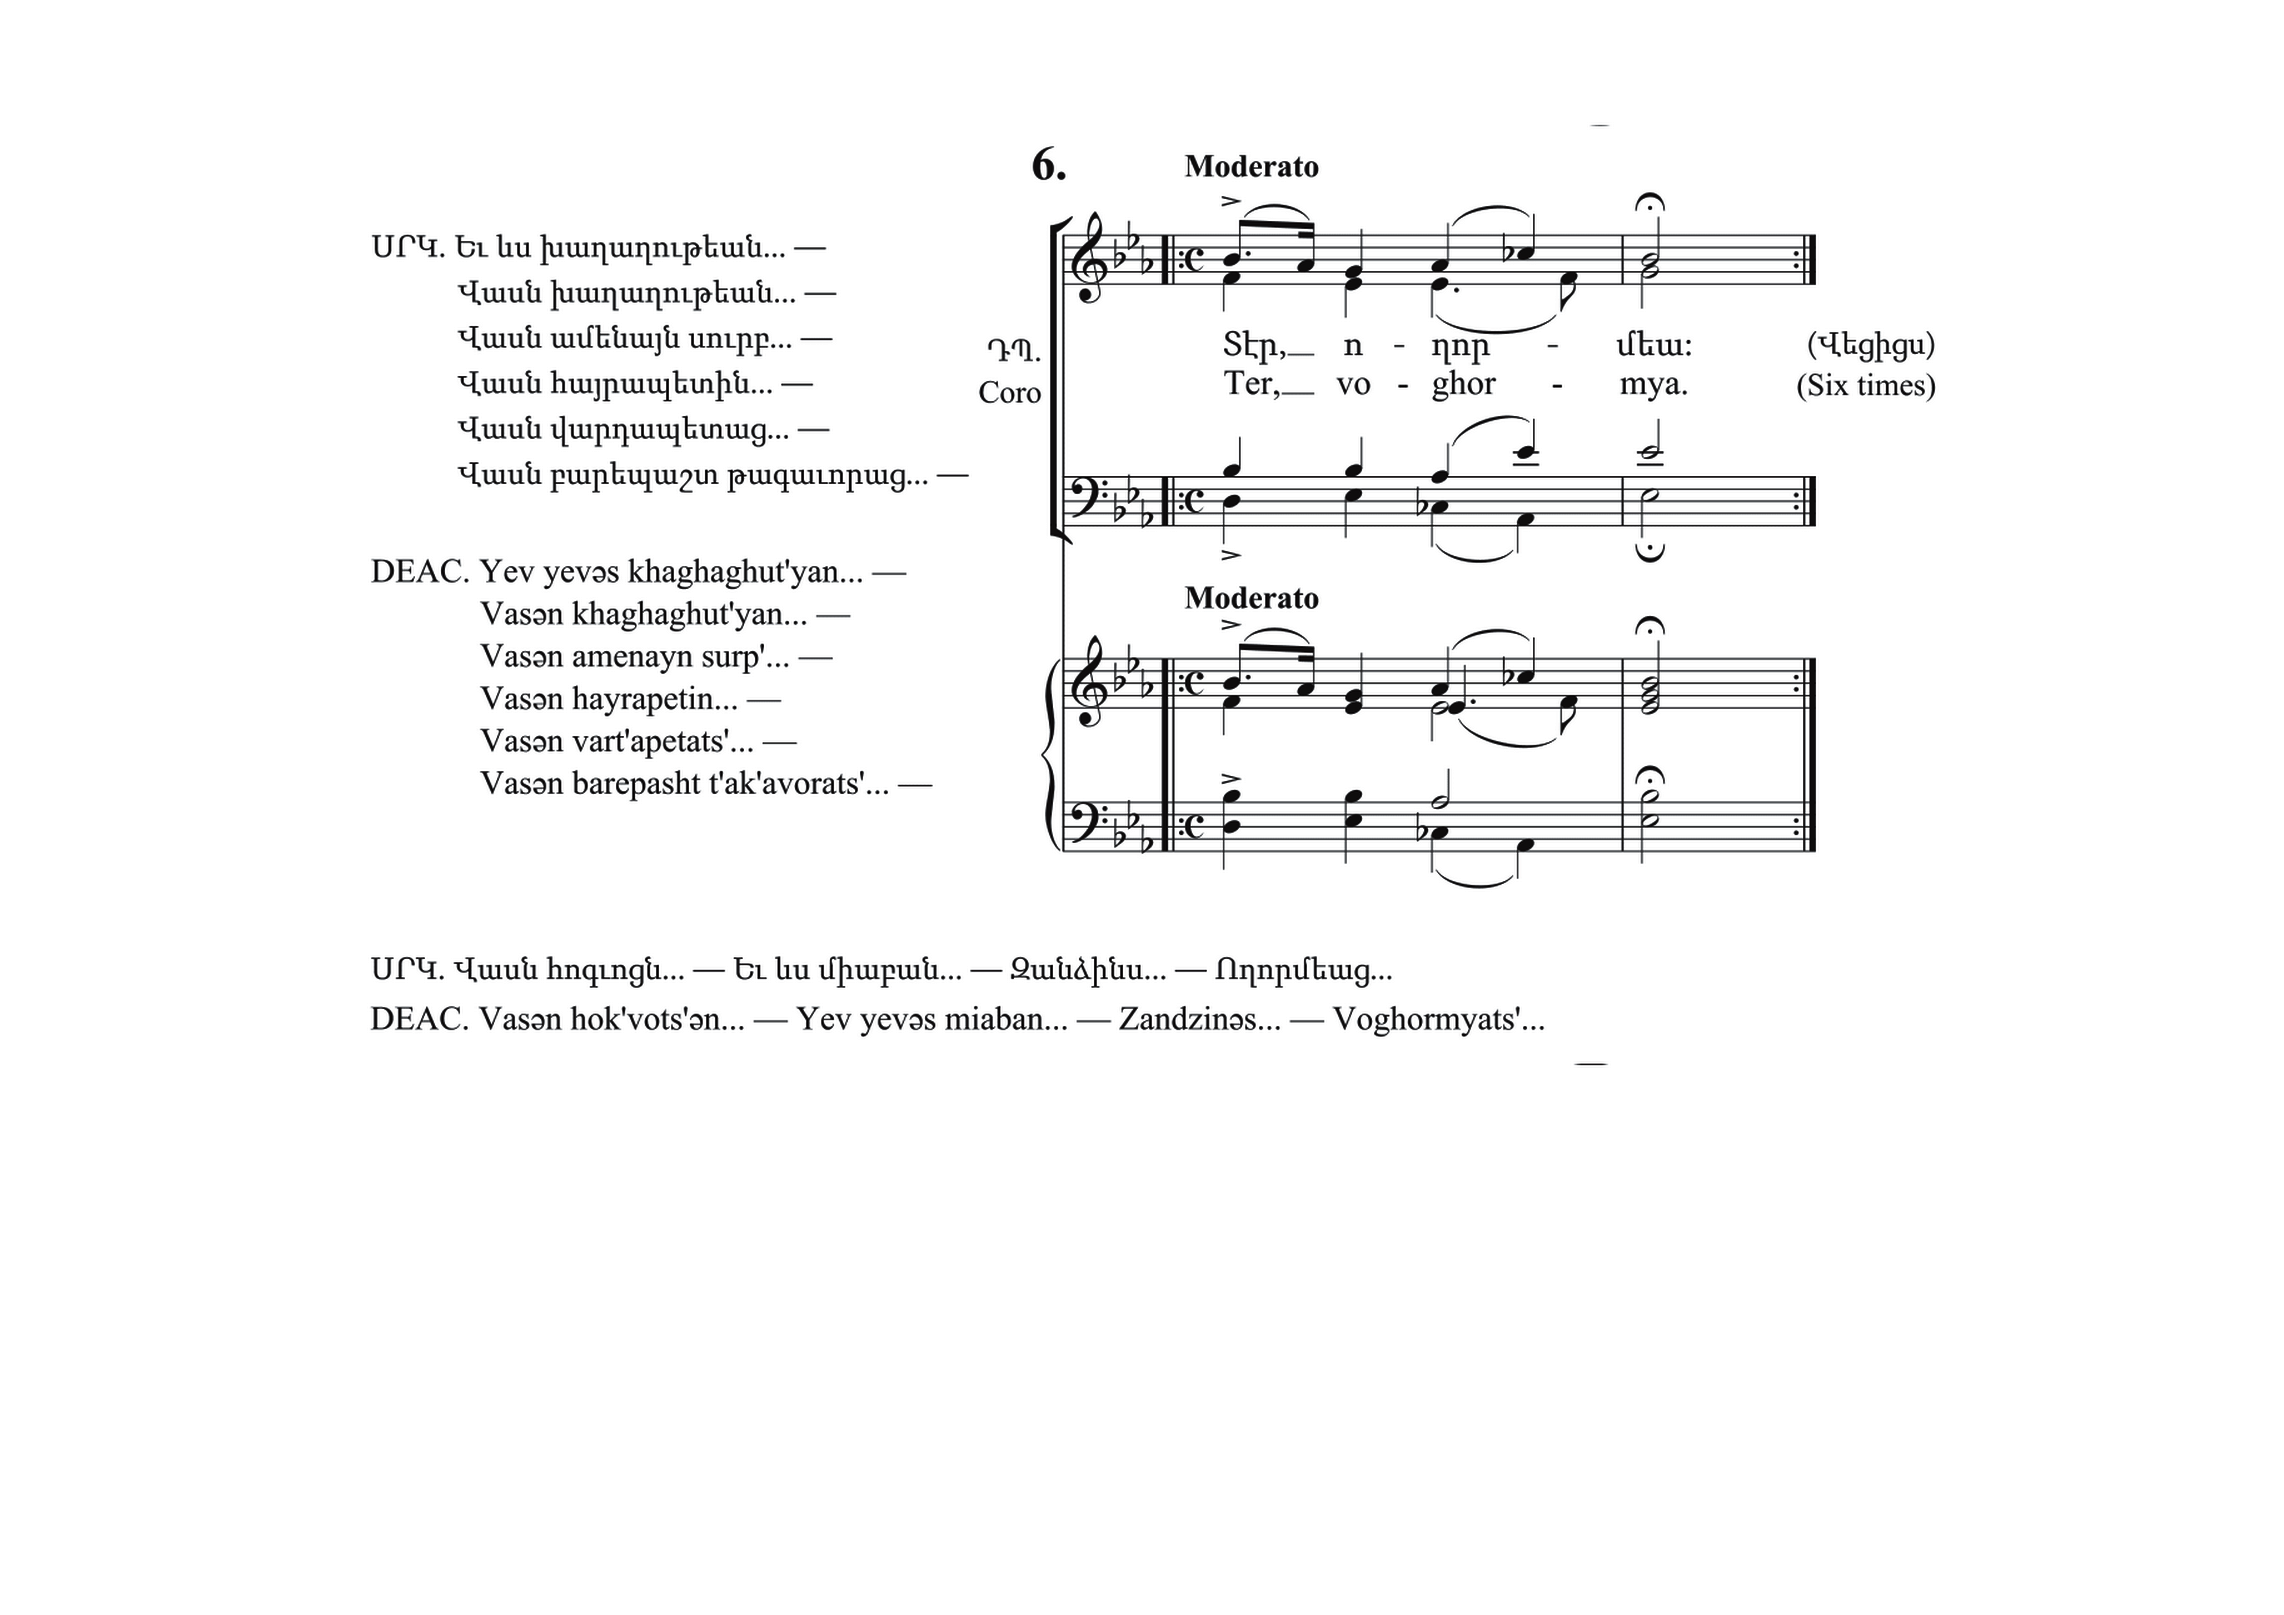 6.
Moderato
ՍՐԿ. Եւ ևս խաղաղութեան... —
Վասն խաղաղութեան... —
Վասն ամենայն սուրբ... —
Վասն հայրապետին... —
Վասն վարդապետաց... —
Վասն բարեպաշտ թագաւորաց... —
DEAC. Yev yevəs khaghaghut'yan... —
Vasən khaghaghut'yan... —
Vasən amenayn surp'... —
Vasən hayrapetin... —
Vasən vart'apetats'... —
Vasən barepasht t'ak'avorats'... —
ԴՊ. Տէր,__ ո - ղոր - մեա: (Վեցիցս)
Coro Ter,__ vo - ghor - mya. (Six times)
Moderato
ՍՐԿ. Վասն հոգւոցն... — Եւ ևս միաբան... — Զանձինս... — Ողորմեաց...
DEAC. Vasən hok'vots'ən... — Yev yevəs miaban... — Zandzinəs... — Voghormyats'...